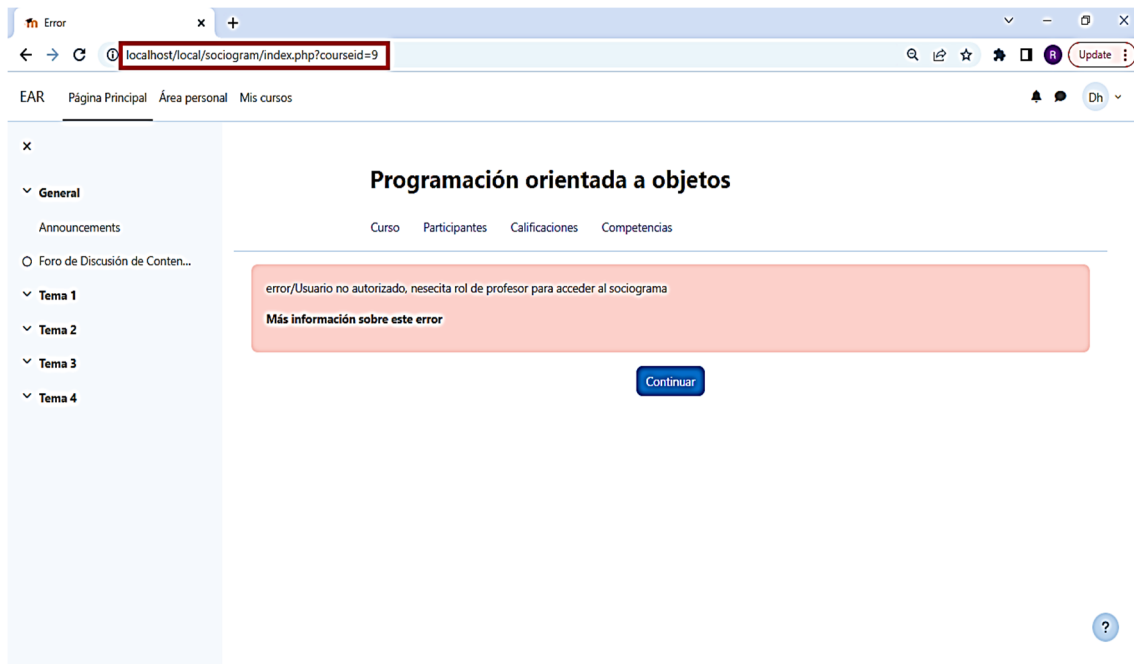 Error
localhost/local/sociogram/index.php?courseid=9
R
Update
EAR Página Principal Área personal Mis cursos
Dh
General
Announcements
Foro de Discusión de Conten...
Tema 1
Tema 2
Tema 3
Tema 4
Programación orientada a objetos
Curso Participantes Calificaciones Competencias
error/Usuario no autorizado, nesecita rol de profesor para acceder al sociograma
Más información sobre este error
Continuar
?